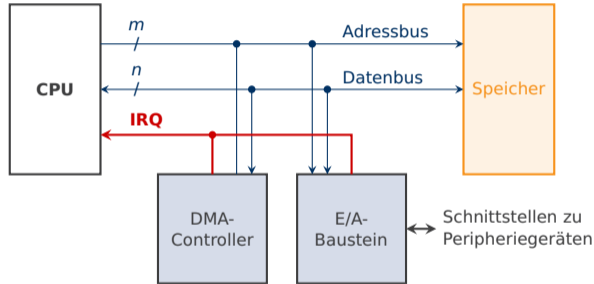 m
Adressbus
n
Datenbus
CPU
Speicher
IRQ
DMA-
Controller
E/A-
Baustein
Schnittstellen zu
Peripheriegeräten